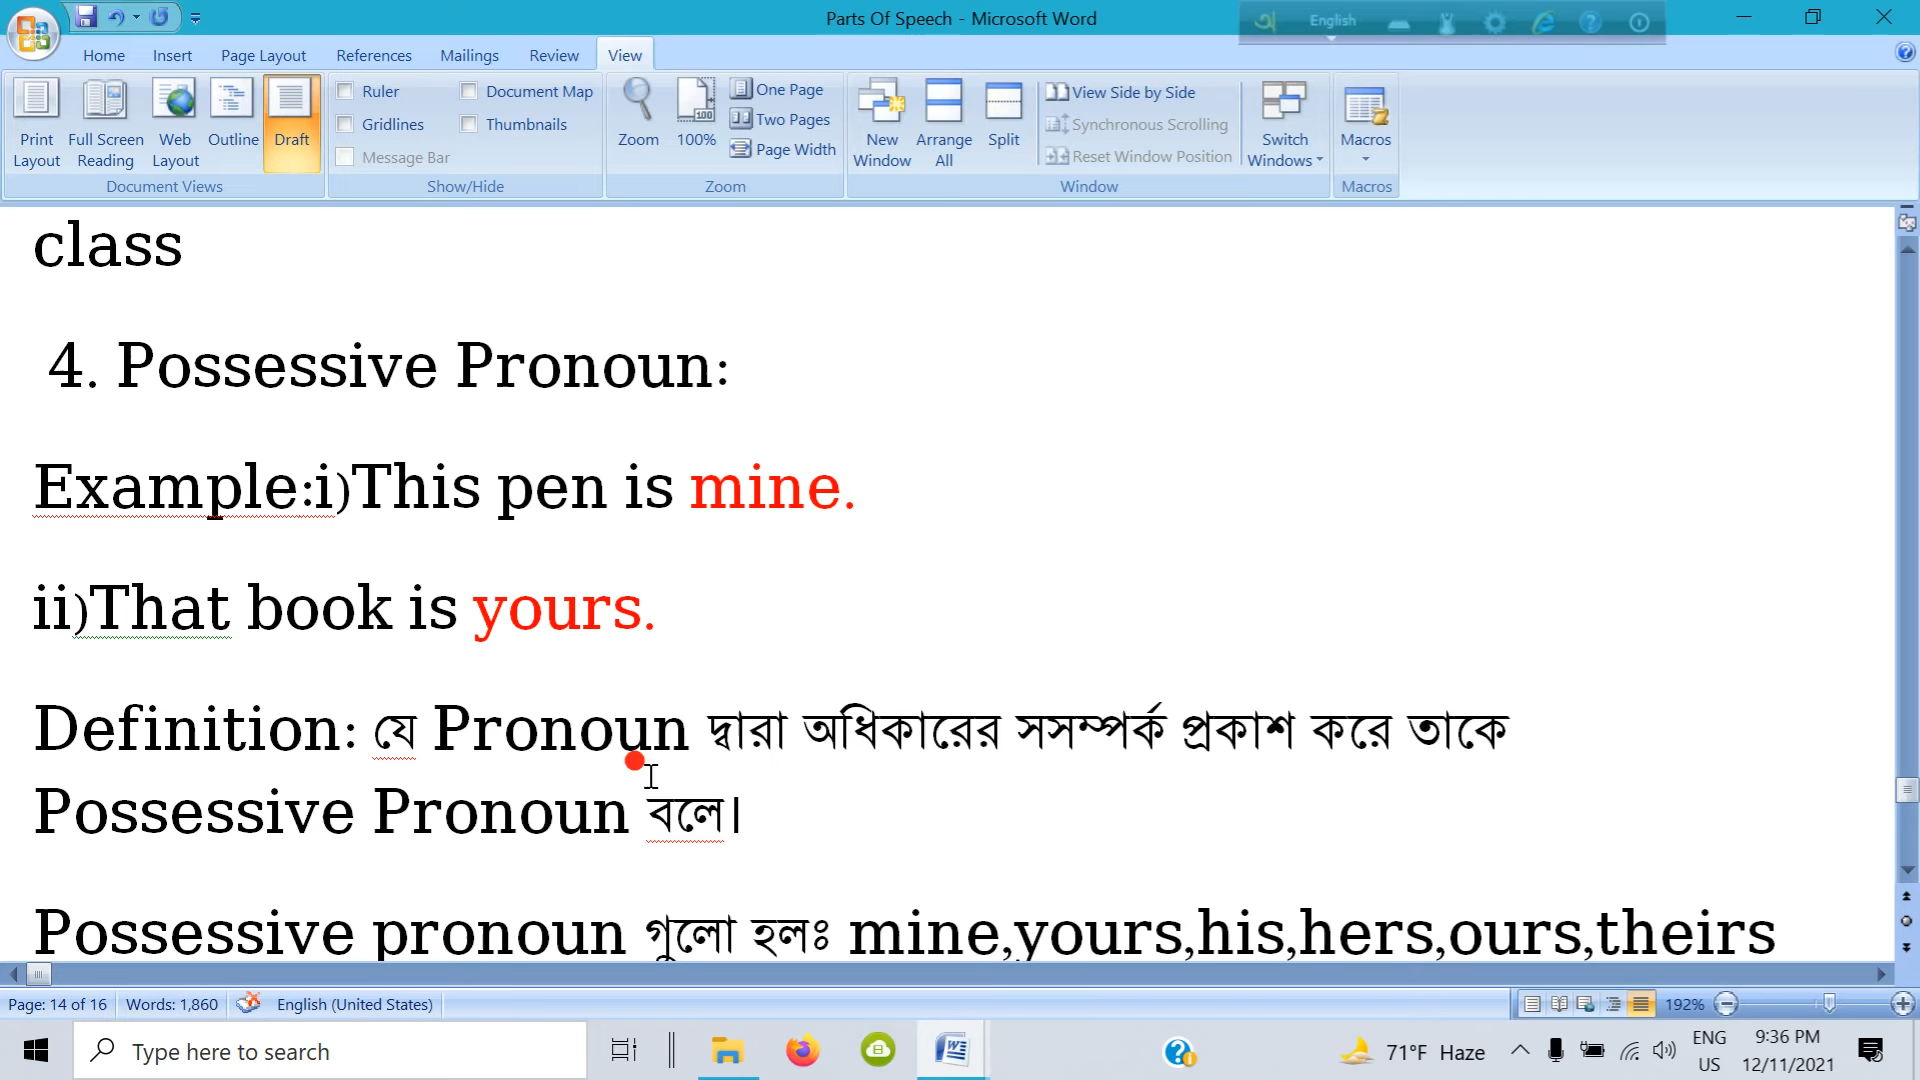 Parts Of Speech - Microsoft Word
English
Home Insert Page Layout References Mailings Review View
Print Layout
Full Screen Reading
Web Layout
Outline
Draft
Document Views
Ruler
Gridlines
Message Bar
Document Map
Thumbnails
Show/Hide
Zoom
100%
One Page
Two Pages
Page Width
Zoom
New Window
Arrange All
Split
View Side by Side
Synchronous Scrolling
Reset Window Position
Window
Switch Windows
Macros
Macros
class
4. Possessive Pronoun:
Example:i)This pen is mine.
ii)That book is yours.
Definition: যে Pronoun দ্বারা অধিকারের সসম্পর্ক প্রকাশ করে তাকে
Possessive Pronoun বলে।
Possessive pronoun গুলো হলঃ mine,yours,his,hers,ours,theirs
Page: 14 of 16 Words: 1,860 English (United States) 192%
Type here to search
71°F Haze
ENG US
9:36 PM
12/11/2021